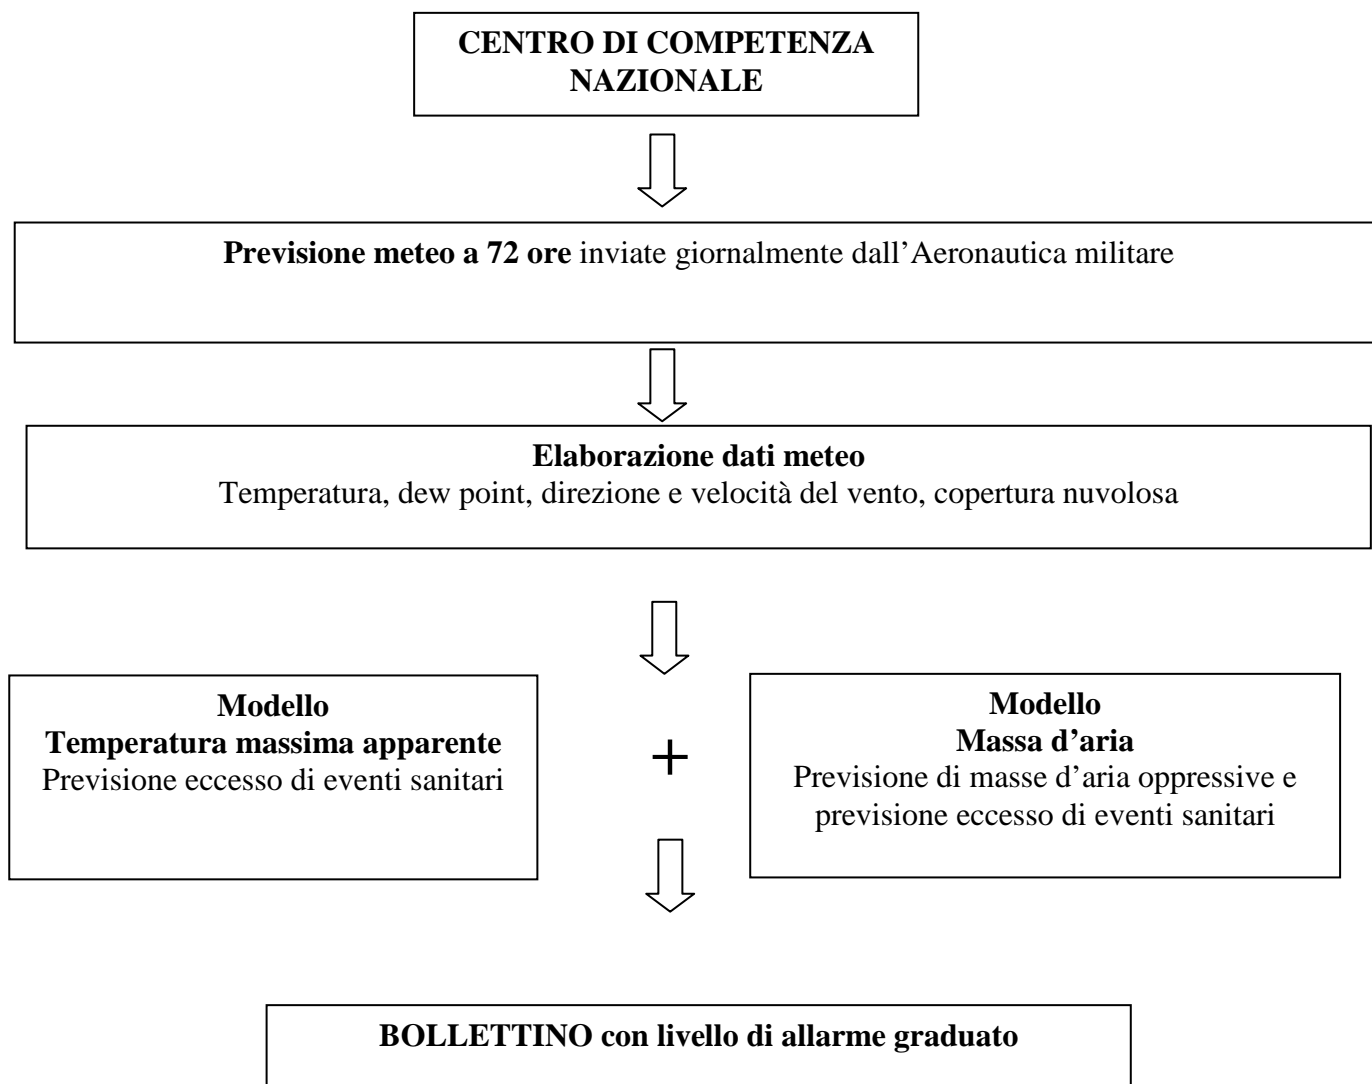 CENTRO DI COMPETENZA
NAZIONALE
Previsione meteo a 72 ore inviate giornalmente dall’Aeronautica militare
Elaborazione dati meteo
Temperatura, dew point, direzione e velocità del vento, copertura nuvolosa
Modello
Temperatura massima apparente
Previsione eccesso di eventi sanitari
+
Modello
Massa d’aria
Previsione di masse d’aria oppressive e
previsione eccesso di eventi sanitari
BOLLETTINO con livello di allarme graduato